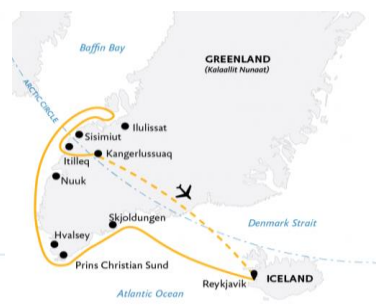 Baffin Bay
GREENLAND
(Kalaallit Nunaat)
ARCTIC CIRCLE
Ilulissat
Sisimiut
Itilleq
Kangerlussuaq
Nuuk
Skjoldungen
Denmark Strait
Hvalsey
Prins Christian Sund
Reykjavik
ICELAND
Atlantic Ocean